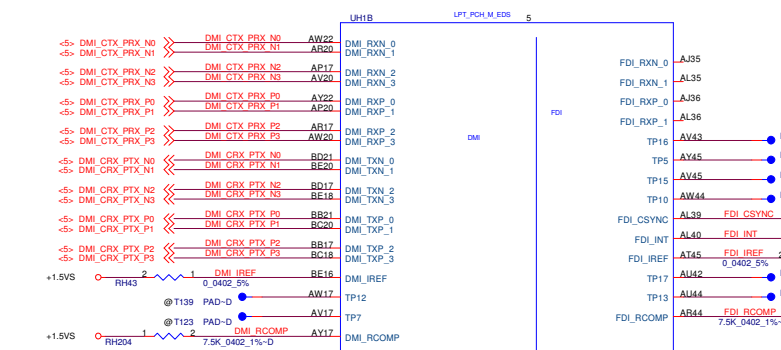 UH1B LPT_PCH_M_EDS 5
<5> DMI_CTX_PRX_N0 DMI_CTX_PRX_N0 AW22 DMI_RXN_0
<5> DMI_CTX_PRX_N1 DMI_CTX_PRX_N1 AR20 DMI_RXN_1
FDI_RXN_0 AJ35
<5> DMI_CTX_PRX_N2 DMI_CTX_PRX_N2 AP17 DMI_RXN_2
<5> DMI_CTX_PRX_N3 DMI_CTX_PRX_N3 AV20 DMI_RXN_3
FDI_RXN_1 AL35
<5> DMI_CTX_PRX_P0 DMI_CTX_PRX_P0 AY22 DMI_RXP_0
FDI_RXP_0 AJ36
<5> DMI_CTX_PRX_P1 DMI_CTX_PRX_P1 AP20 DMI_RXP_1
FDI
FDI_RXP_1 AL36
<5> DMI_CTX_PRX_P2 DMI_CTX_PRX_P2 AR17 DMI_RXP_2
<5> DMI_CTX_PRX_P3 DMI_CTX_PRX_P3 AW20 DMI_RXP_3
DMI
TP16 AV43
<5> DMI_CRX_PTX_N0 DMI_CRX_PTX_N0 BD21 DMI_TXN_0
TP5 AY45
<5> DMI_CRX_PTX_N1 DMI_CRX_PTX_N1 BE20 DMI_TXN_1
TP15 AV45
<5> DMI_CRX_PTX_N2 DMI_CRX_PTX_N2 BD17 DMI_TXN_2
<5> DMI_CRX_PTX_N3 DMI_CRX_PTX_N3 BE18 DMI_TXN_3
TP10 AW44
<5> DMI_CRX_PTX_P0 DMI_CRX_PTX_P0 BB21 DMI_TXP_0
FDI_CSYNC AL39 FDI_CSYNC
<5> DMI_CRX_PTX_P1 DMI_CRX_PTX_P1 BC20 DMI_TXP_1
FDI_INT AL40 FDI_INT
<5> DMI_CRX_PTX_P2 DMI_CRX_PTX_P2 BB17 DMI_TXP_2
<5> DMI_CRX_PTX_P3 DMI_CRX_PTX_P3 BC18 DMI_TXP_3
FDI_IREF AT45 FDI_IREF 2
0_0402_5%
+1.5VS 2 1 DMI_IREF BE16 DMI_IREF
RH43 0_0402_5%
TP17 AU42
@T139 PAD~D AW17 TP12
TP13 AU44
@T123 PAD~D AV17 TP7
FDI_RCOMP AR44 FDI_RCOMP
7.5K_0402_1%~
+1.5VS 1 2 DMI_RCOMP AY17 DMI_RCOMP
RH204 7.5K_0402_1%~D